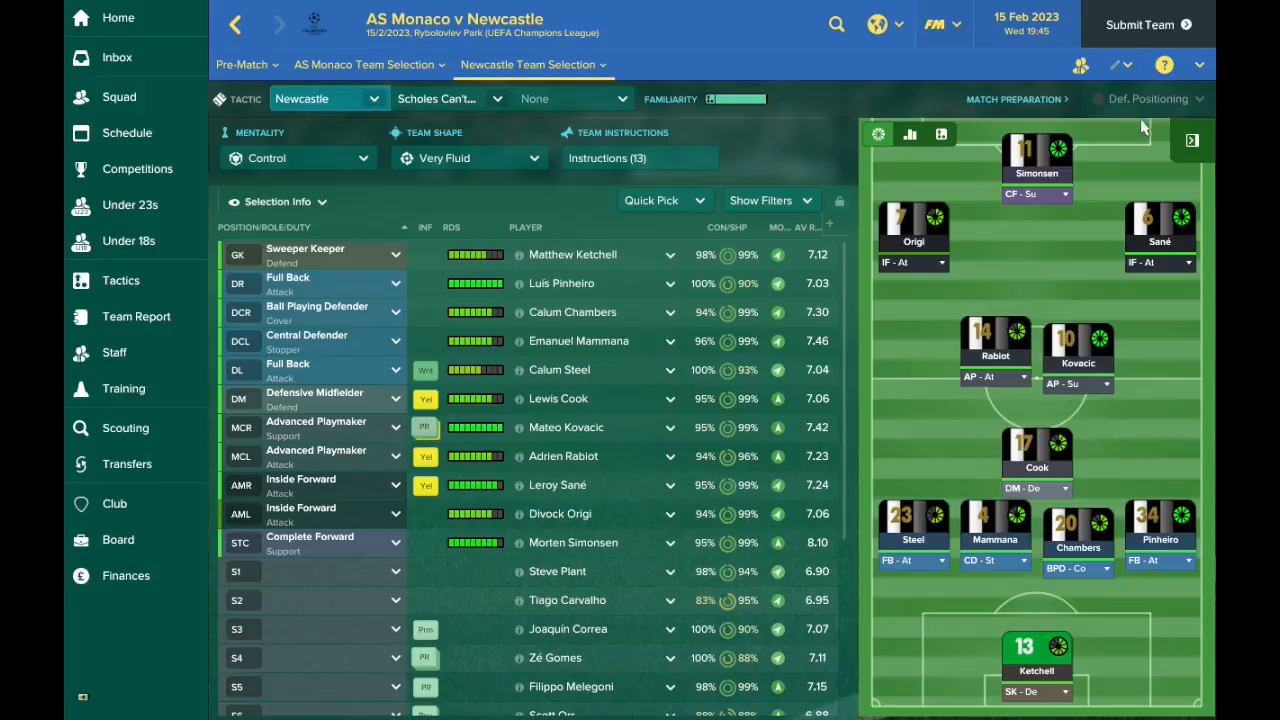 Home
Inbox
Squad
Schedule
Competitions
U23
Under 23s
U18
Under 18s
Tactics
Team Report
Staff
Training
Scouting
Transfers
Club
Board
Finances
AS Monaco v Newcastle
15/2/2023, Rybolovlev Park (UEFA Champions League)
FM
15 Feb 2023
Wed 19:45
Submit Team
Pre-Match
AS Monaco Team Selection
Newcastle Team Selection
?
TACTIC
Newcastle
Scholes Can't...
None
FAMILIARITY
MATCH PREPARATION >
Def. Positioning
MENTALITY
TEAM SHAPE
TEAM INSTRUCTIONS
Control
Very Fluid
Instructions (13)
Selection Info
Quick Pick
Show Filters
POSITION/ROLE/DUTY INF RDS PLAYER CON/SHP MO... AV R... +
GK Sweeper Keeper Defend Matthew Ketchell 98% 99% 7.12
DR Full Back Attack Luís Pinheiro 100% 90% 7.03
DCR Ball Playing Defender Cover Calum Chambers 94% 99% 7.30
DCL Central Defender Stopper Emanuel Mammana 96% 99% 7.46
DL Full Back Attack Wnt Calum Steel 100% 93% 7.04
DM Defensive Midfielder Defend Yel Lewis Cook 95% 99% 7.06
MCR Advanced Playmaker Support PR Mateo Kovacic 95% 99% 7.42
MCL Advanced Playmaker Attack Yel Adrien Rabiot 94% 96% 7.23
AMR Inside Forward Attack Yel Leroy Sané 95% 99% 7.24
AML Inside Forward Attack Divock Origi 94% 99% 7.06
STC Complete Forward Support Morten Simonsen 95% 99% 8.10
S1 Steve Plant 98% 94% 6.90
S2 Tiago Carvalho 83% 95% 6.95
S3 Prm Joaquín Correa 100% 90% 7.07
S4 PR Zé Gomes 100% 88% 7.11
S5 PR Filippo Melegoni 98% 99% 7.15
11
Simonsen
CF - Su
7 6
Origi Sané
IF - At IF - At
14 10
Rabiot Kovacic
AP - At AP - Su
17
Cook
DM - De
23 4 20 34
Steel Mammana Chambers Pinheiro
FB - At CD - St BPD - Co FB - At
13
Ketchell
SK - De